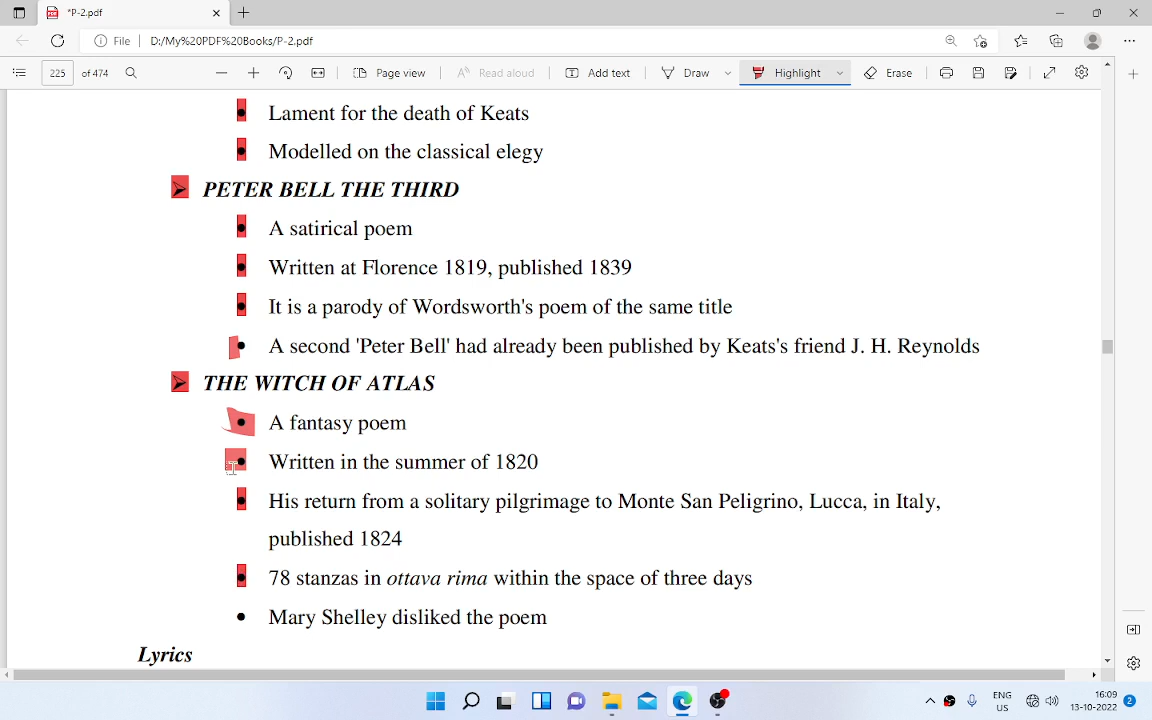 *P-2.pdf
File D:/My%20PDF%20Books/P-2.pdf
225 of 474 Page view Read aloud Add text Draw Highlight Erase
• Lament for the death of Keats
• Modelled on the classical elegy
➢ PETER BELL THE THIRD
• A satirical poem
• Written at Florence 1819, published 1839
• It is a parody of Wordsworth's poem of the same title
• A second 'Peter Bell' had already been published by Keats's friend J. H. Reynolds
➢ THE WITCH OF ATLAS
• A fantasy poem
• Written in the summer of 1820
• His return from a solitary pilgrimage to Monte San Peligrino, Lucca, in Italy,
published 1824
• 78 stanzas in ottava rima within the space of three days
• Mary Shelley disliked the poem
Lyrics
ENG
US
16:09
13-10-2022
2